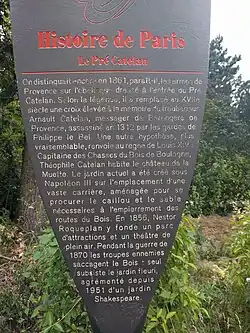 Histoire de Paris
Le Pré Catelan
On distinguait encore en 1861, paraît-il, les armes de
Provence sur l'obélisque dressé à l'entrée du Pré
Catelan. Selon la légende, il a remplacé au XVIIe
siècle une croix élevée à la mémoire du troubadour
Arnault Catelan, messager de Béatrice de
Provence, assassiné en 1312 par les gardes de
Philippe le Bel. Une autre hypothèse, plus
vraisemblable, renvoie au règne de Louis XIV :
Capitaine des Chasses du Bois de Boulogne,
Théophile Catelan habite le château de la
Muette. Le jardin actuel a été créé sous
Napoléon III sur l'emplacement d'une
vaste carrière, aménagée pour se
procurer le caillou et le sable
nécessaires à l'empierrement des
routes du Bois. En 1856, Nestor
Roqueplan y fonde un parc
d'attractions et un théâtre de
plein air. Pendant la guerre de
1870 les troupes ennemies
saccagent le Bois : seul
subsiste le jardin fleuri,
agrémenté depuis
1951 d'un jardin
Shakespeare.